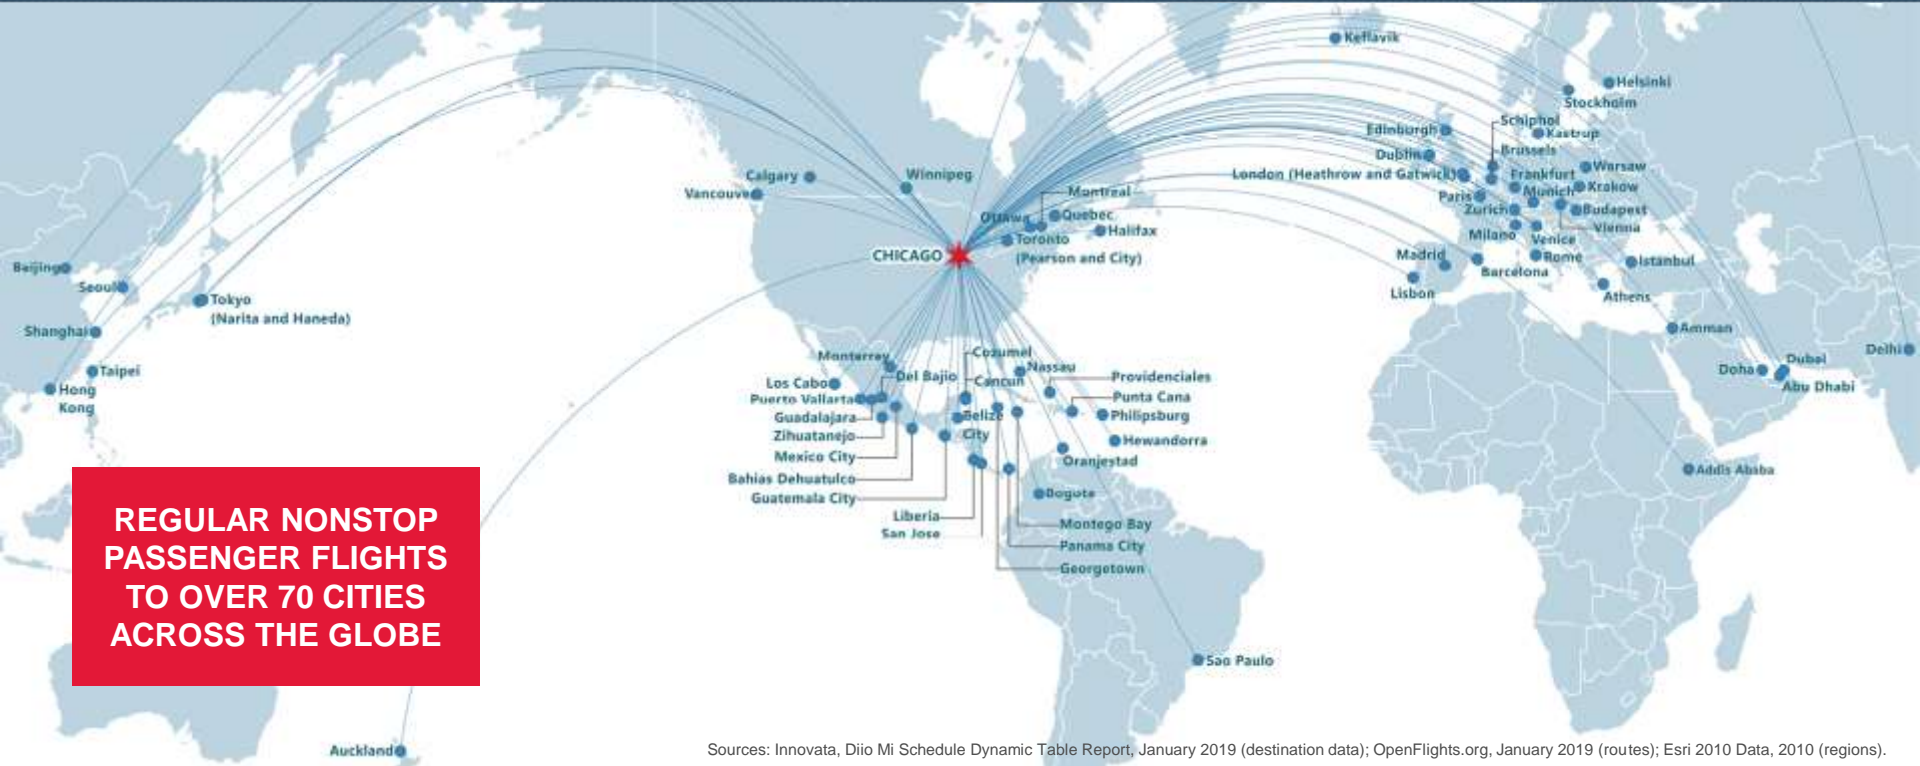 Keflavik
Helsinki
Stockholm
Schiphol
Edinburgh
Kastrup
Brussels
Dublin
Warsaw
London (Heathrow and Gatwick)
Frankfurt
Munich
Krakow
Paris
Zurich
Budapest
Vienna
Milano
Venice
Madrid
Rome
Barcelona
Istanbul
Lisbon
Athens
Amman
Delhi
Doha
Dubai
Abu Dhabi
Addis Ababa
Calgary
Winnipeg
Vancouver
Montreal
Ottawa
Quebec
Halifax
Toronto
(Pearson and City)
CHICAGO
Beijing
Seoul
Tokyo
(Narita and Haneda)
Shanghai
Taipei
Hong
Kong
Monterrey
Cozumel
Nassau
Del Bajio
Cancun
Providenciales
Los Cabo
Puerto Vallarta
Punta Cana
Guadalajara
Belize
City
Philipsburg
Zihuatanejo
Hewandorra
Mexico City
Oranjestad
Bahias Dehuatulco
Guatemala City
Bogota
Liberia
San Jose
Montego Bay
Panama City
Georgetown
Sao Paulo
Auckland
REGULAR NONSTOP
PASSENGER FLIGHTS
TO OVER 70 CITIES
ACROSS THE GLOBE
Sources: Innovata, Diio Mi Schedule Dynamic Table Report, January 2019 (destination data); OpenFlights.org, January 2019 (routes); Esri 2010 Data, 2010 (regions).